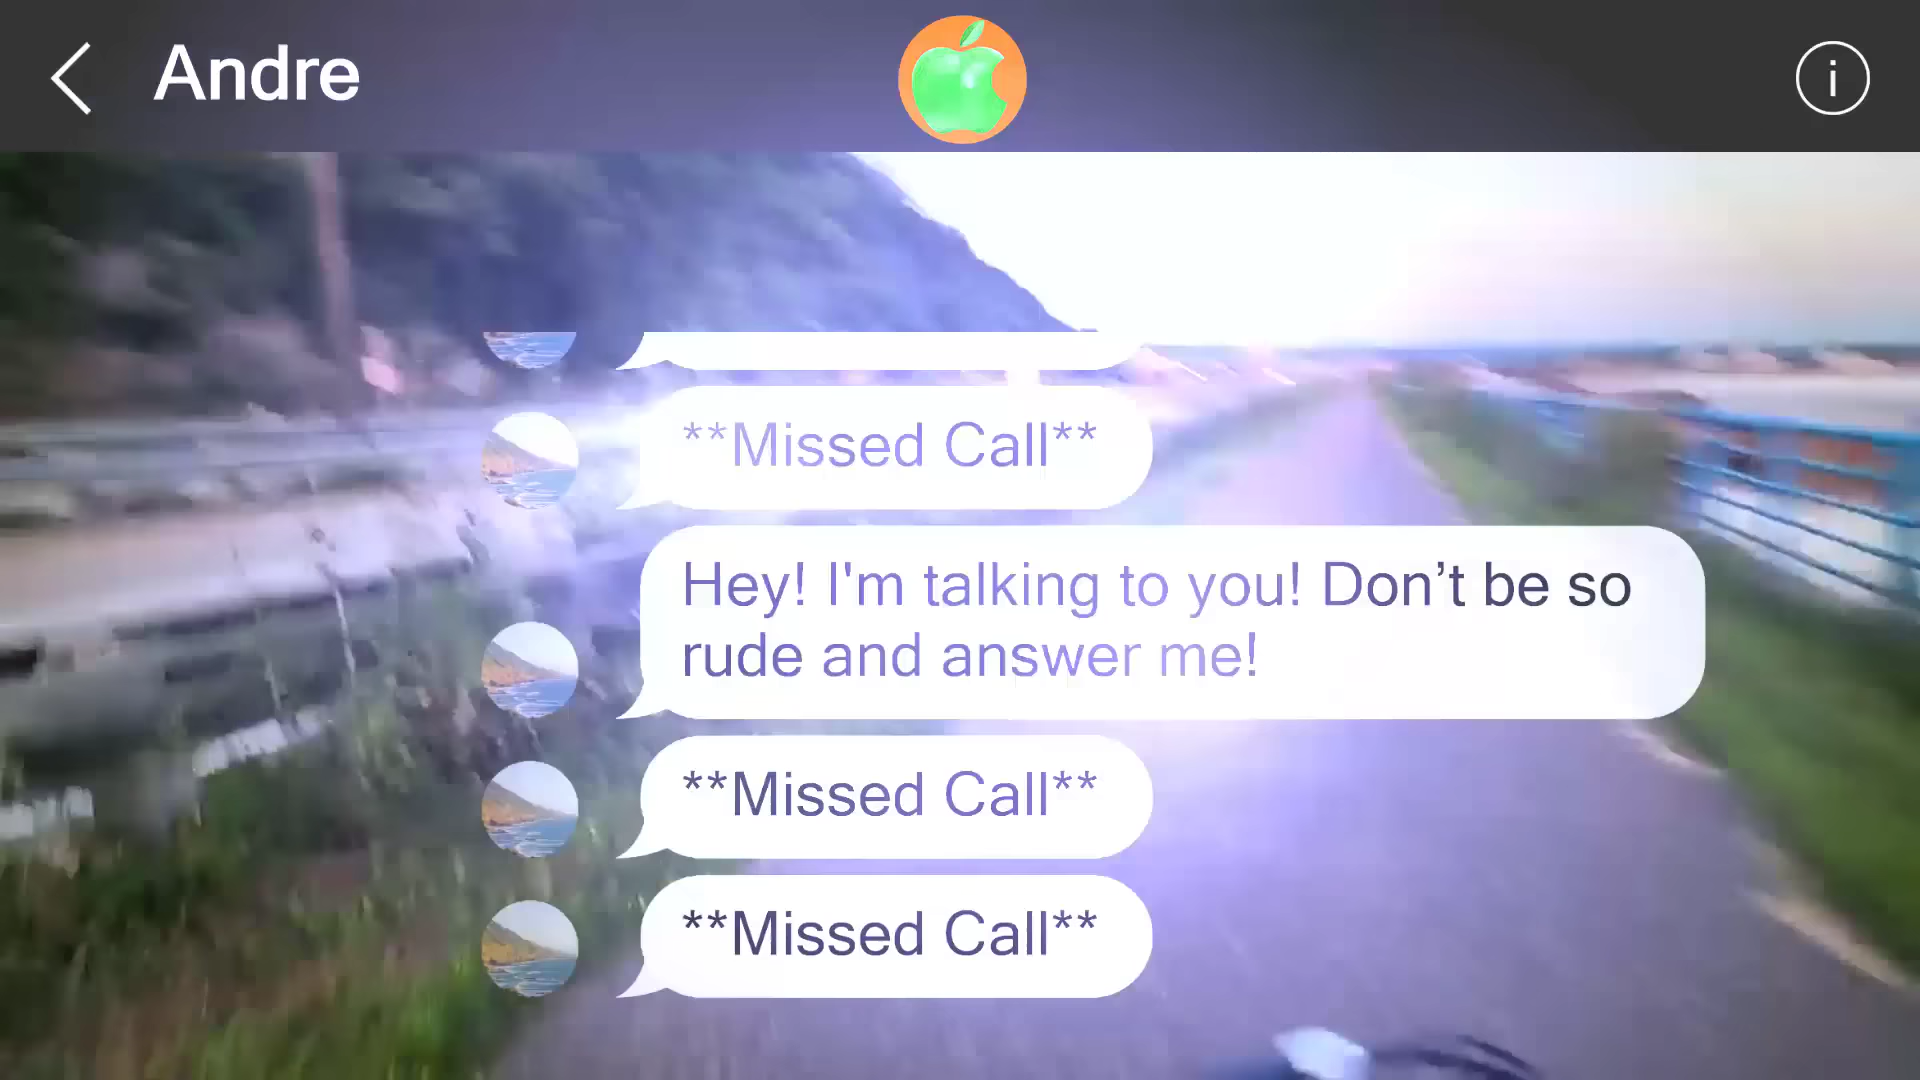 Andre
**Missed Call**
Hey! I'm talking to you! Don’t be so
rude and answer me!
**Missed Call**
**Missed Call**